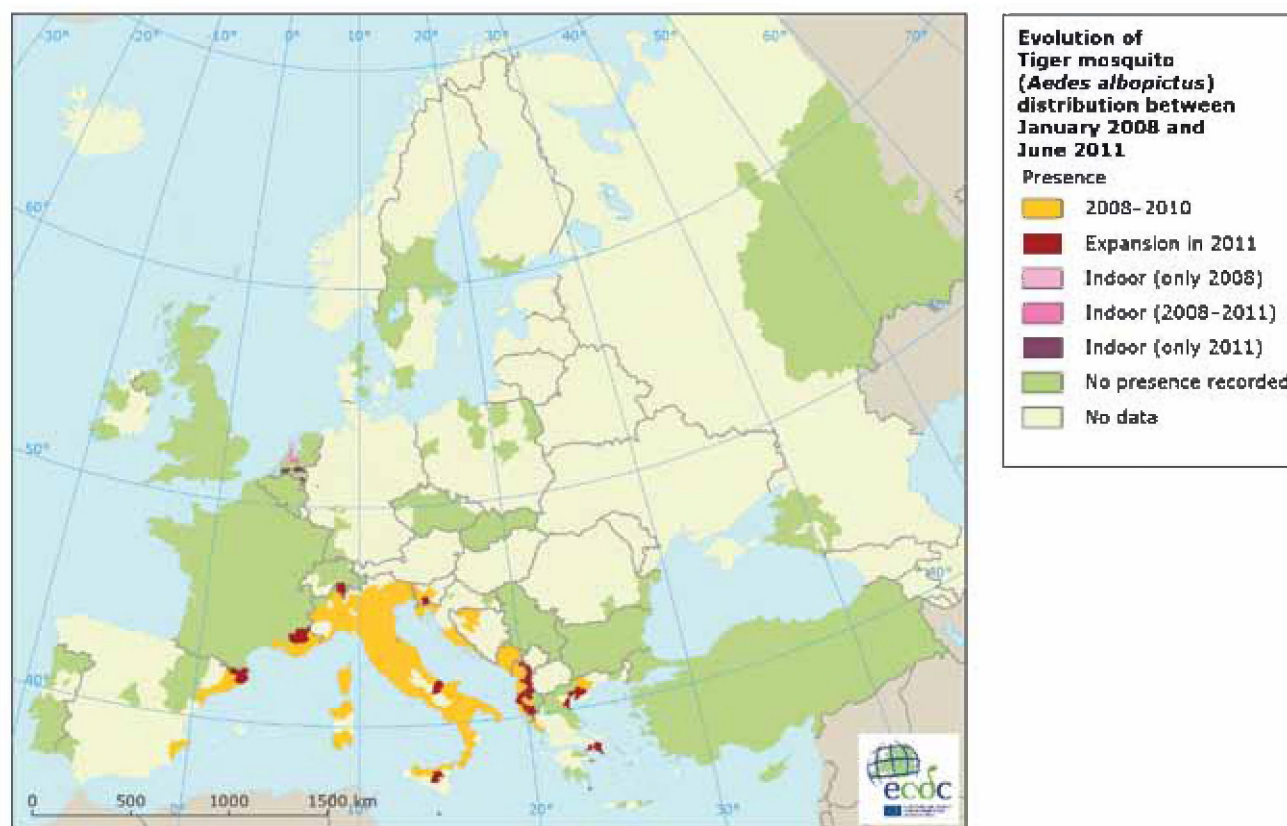 30°
20°
10°
0°
10°
20°
30°
40°
50°
60°
70°
60°
50°
40°
40°
10°
20°
30°
0
500
1000
1500 km
ecdc
Evolution of
Tiger mosquito
(Aedes albopictus)
distribution between
January 2008 and
June 2011
Presence
2008–2010
Expansion in 2011
Indoor (only 2008)
Indoor (2008–2011)
Indoor (only 2011)
No presence recorded
No data